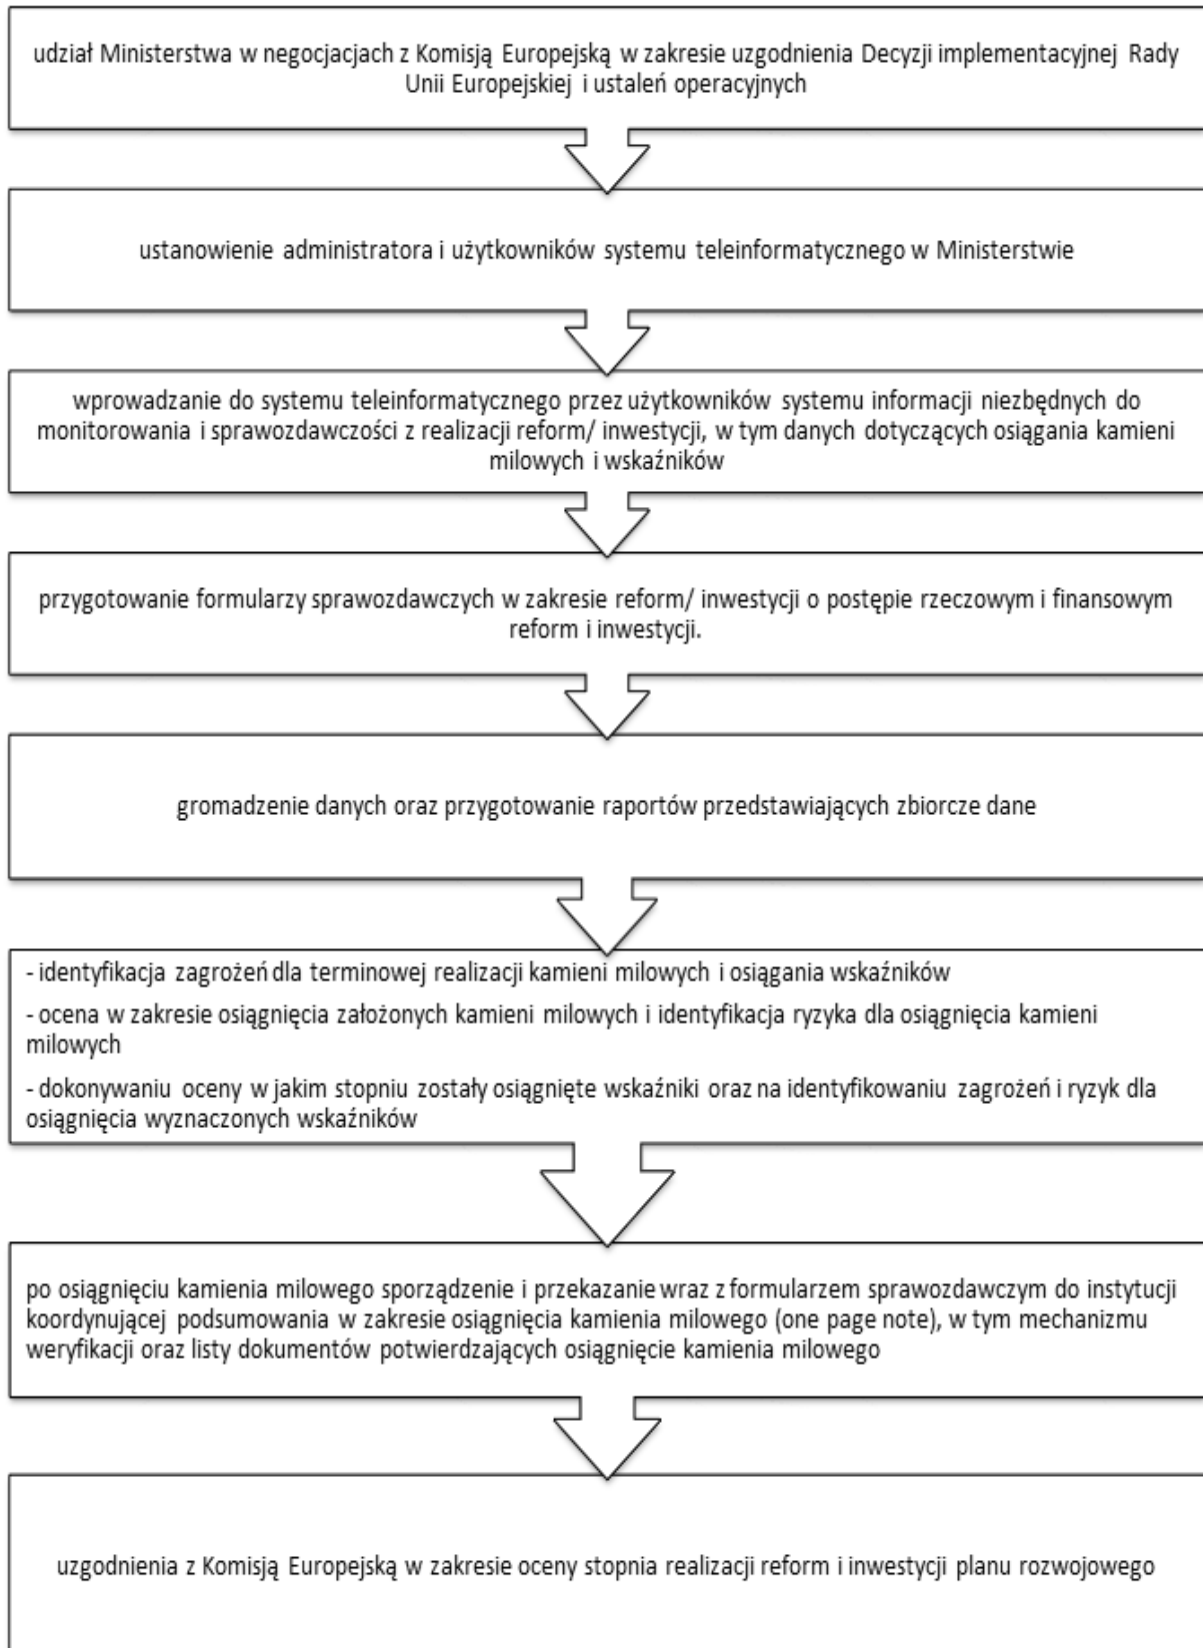 udział Ministerstwa w negocjacjach z Komisją Europejską w zakresie uzgodnienia Decyzji implementacyjnej Rady
Unii Europejskiej i ustaleń operacyjnych
ustanowienie administratora i użytkowników systemu teleinformatycznego w Ministerstwie
wprowadzanie do systemu teleinformatycznego przez użytkowników systemu informacji niezbędnych do
monitorowania i sprawozdawczości z realizacji reform/ inwestycji, w tym danych dotyczących osiągania kamieni
milowych i wskaźników
przygotowanie formularzy sprawozdawczych w zakresie reform/ inwestycji o postępie rzeczowym i finansowym
reform i inwestycji.
gromadzenie danych oraz przygotowanie raportów przedstawiających zbiorcze dane
- identyfikacja zagrożeń dla terminowej realizacji kamieni milowych i osiągania wskaźników
- ocena w zakresie osiągnięcia założonych kamieni milowych i identyfikacja ryzyka dla osiągnięcia kamieni
milowych
- dokonywaniu oceny w jakim stopniu zostały osiągnięte wskaźniki oraz na identyfikowaniu zagrożeń i ryzyk dla
osiągnięcia wyznaczonych wskaźników
po osiągnięciu kamienia milowego sporządzenie i przekazanie wraz z formularzem sprawozdawczym do instytucji
koordynującej podsumowania w zakresie osiągnięcia kamienia milowego (one page note), w tym mechanizmu
weryfikacji oraz listy dokumentów potwierdzających osiągnięcie kamienia milowego
uzgodnienia z Komisją Europejską w zakresie oceny stopnia realizacji reform i inwestycji planu rozwojowego